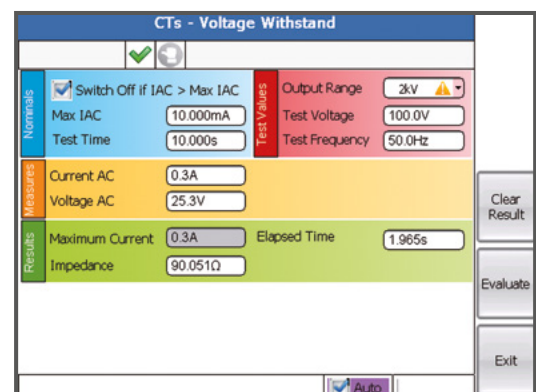 CTs - Voltage Withstand
Nominals
Switch Off if IAC > Max IAC
Max IAC 10.000mA
Test Time 10.000s
Test Values
Output Range 2kV
Test Voltage 100.0V
Test Frequency 50.0Hz
Measures
Current AC 0.3A
Voltage AC 25.3V
Results
Maximum Current 0.3A Elapsed Time 1.965s
Impedance 90.051Ω
Clear
Result
Evaluate
Exit
Auto